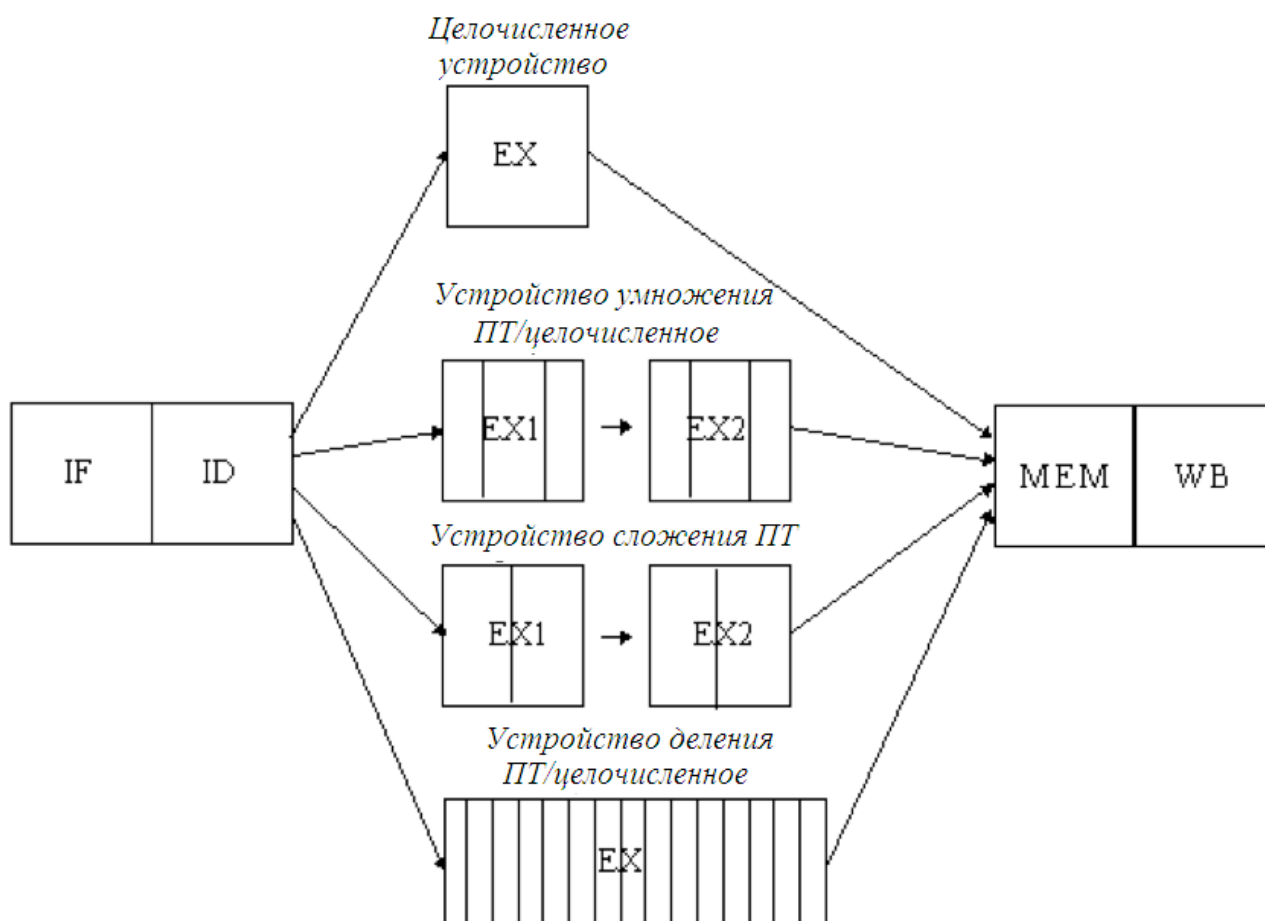 Целочисленное
устройство
EX
Устройство умножения
ПТ/целочисленное
EX1
EX2
IF
ID
MEM
WB
Устройство сложения ПТ
EX1
EX2
Устройство деления
ПТ/целочисленное
EX